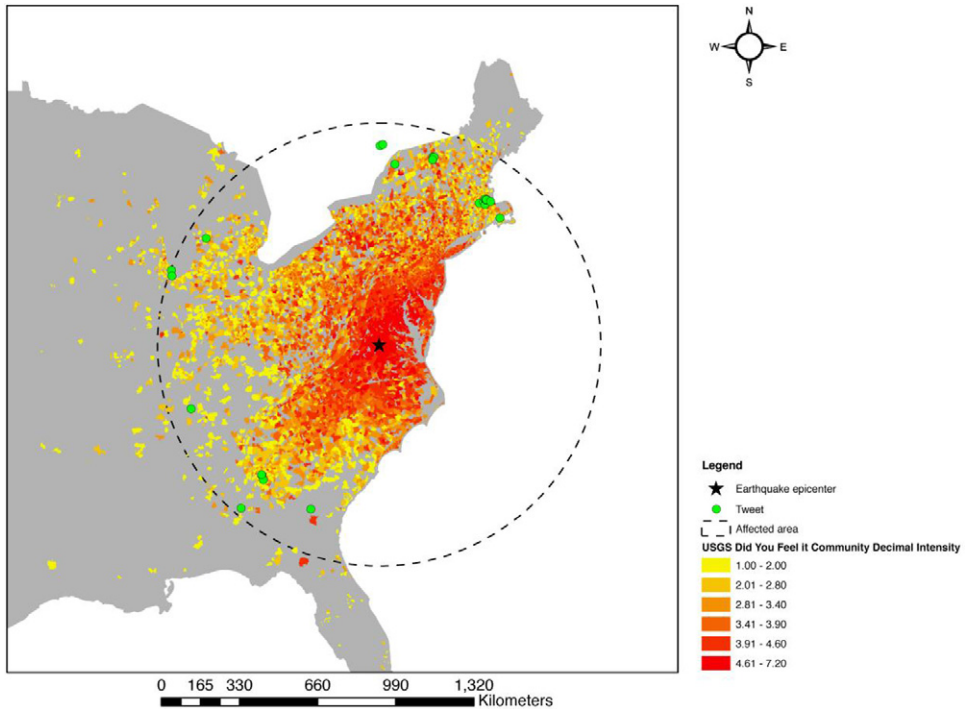 N
W E
S
Legend
Earthquake epicenter
Tweet
Affected area
USGS Did You Feel it Community Decimal Intensity
1.00 - 2.00
2.01 - 2.80
2.81 - 3.40
3.41 - 3.90
3.91 - 4.60
4.61 - 7.20
0 165 330 660 990 1,320
Kilometers